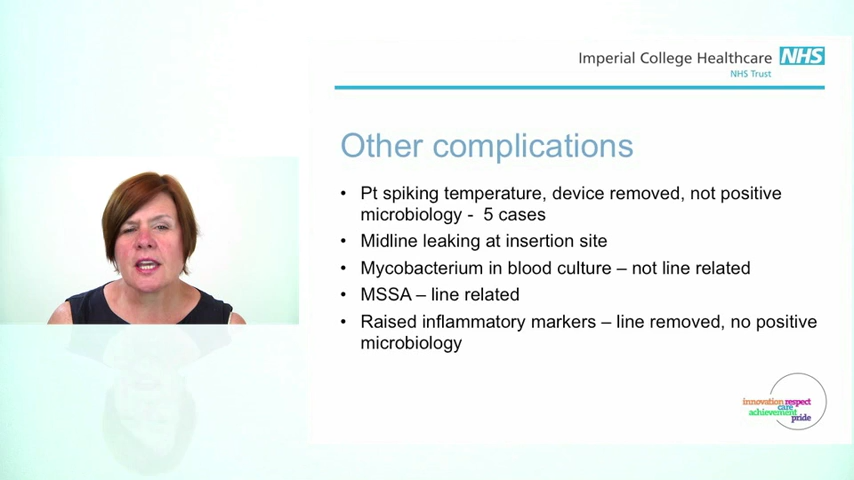 Imperial College Healthcare NHS
NHS Trust
Other complications
• Pt spiking temperature, device removed, not positive
microbiology - 5 cases
• Midline leaking at insertion site
• Mycobacterium in blood culture – not line related
• MSSA – line related
• Raised inflammatory markers – line removed, no positive
microbiology
innovation respect
care
achievement
pride